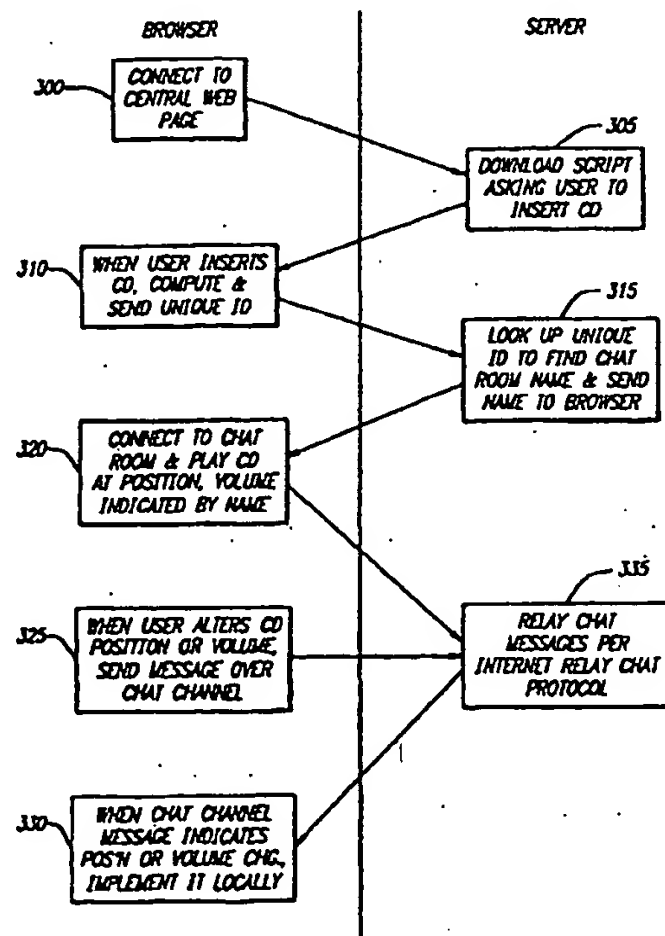 BROWSER
SERVER
300
CONNECT TO
CENTRAL WEB
PAGE
305
DOWNLOAD SCRIPT
ASKING USER TO
INSERT CD
310
WHEN USER INSERTS
CD, COMPUTE &
SEND UNIQUE ID
315
LOOK UP UNIQUE
ID TO FIND CHAT
ROOM NAME & SEND
NAME TO BROWSER
320
CONNECT TO CHAT
ROOM & PLAY CD
AT POSITION, VOLUME
INDICATED BY NAME
325
WHEN USER ALTERS CD
POSITION OR VOLUME,
SEND MESSAGE OVER
CHAT CHANNEL
335
RELAY CHAT
MESSAGES PER
INTERNET RELAY CHAT
PROTOCOL
330
WHEN CHAT CHANNEL
MESSAGE INDICATES
POS'N OR VOLUME CHG.,
IMPLEMENT IT LOCALLY